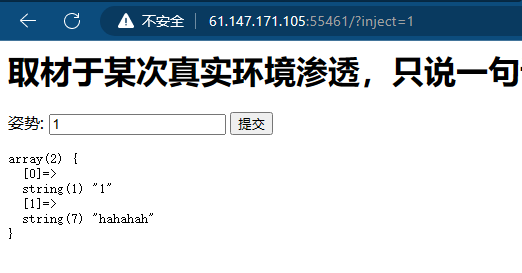 不安全 61.147.171.105:55461/?inject=1
取材于某次真实环境渗透，只说一句
姿势: 1 提交
array(2) {
[0]=>
string(1) "1"
[1]=>
string(7) "hahahah"
}